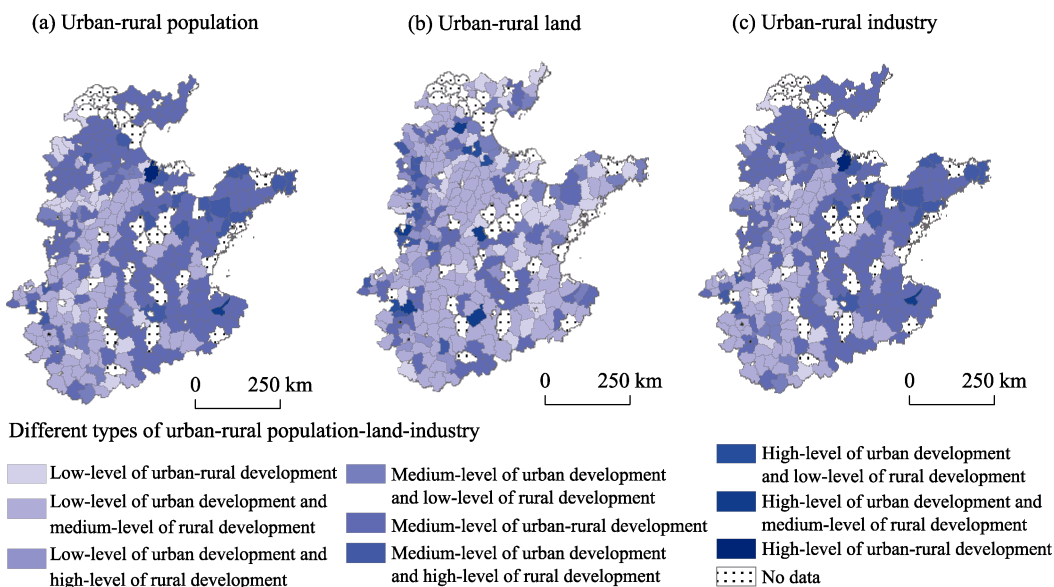 (a) Urban-rural population
(b) Urban-rural land
(c) Urban-rural industry
0 250 km
0 250 km
0 250 km
Different types of urban-rural population-land-industry
Low-level of urban-rural development
Low-level of urban development and
medium-level of rural development
Low-level of urban development and
high-level of rural development
Medium-level of urban development
and low-level of rural development
Medium-level of urban-rural development
Medium-level of urban development
and high-level of rural development
High-level of urban development
and low-level of rural development
High-level of urban development and
medium-level of rural development
High-level of urban-rural development
No data